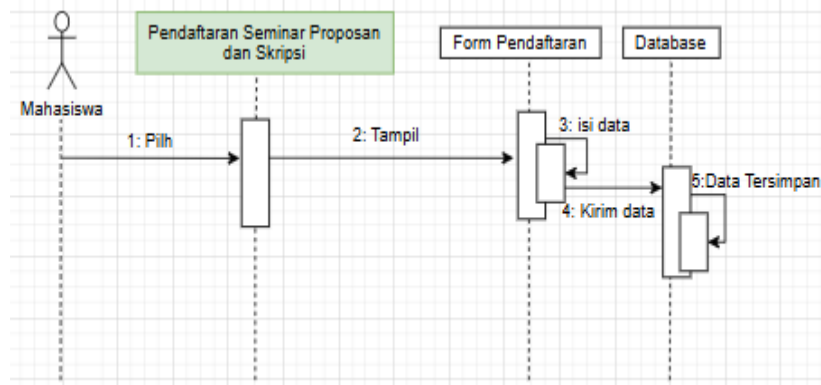 Pendaftaran Seminar Proposan
dan Skripsi
Form Pendaftaran
Database
Mahasiswa
1: Pilh
2: Tampil
3: isi data
4: Kirim data
5:Data Tersimpan